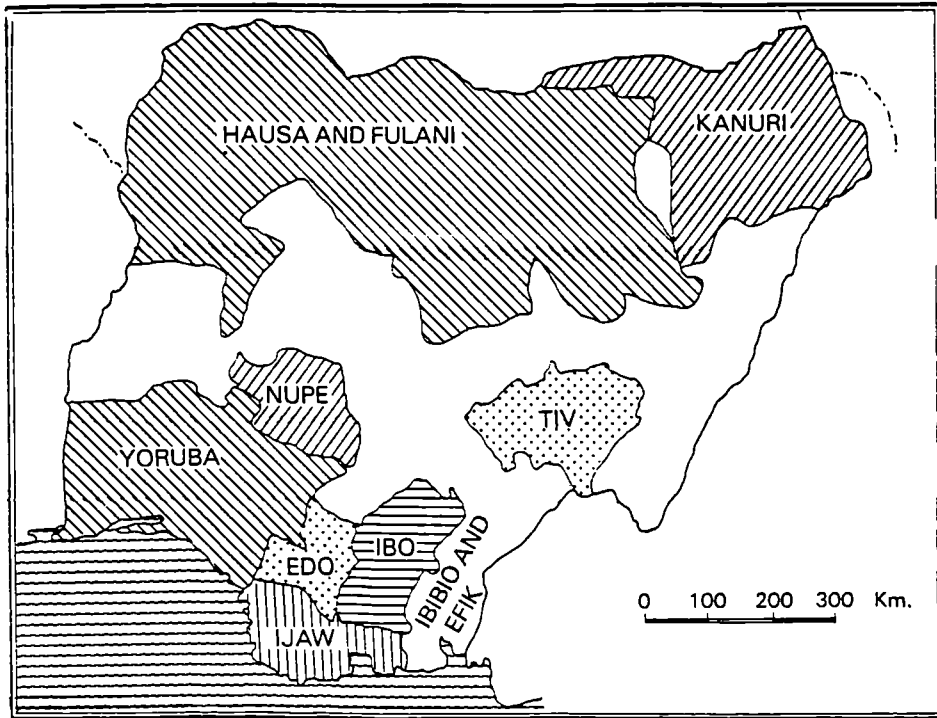 HAUSA AND FULANI
KANURI
NUPE
TIV
YORUBA
EDO
IBO
IBIBIO AND
EFIK
IJAW
0 100 200 300 Km.